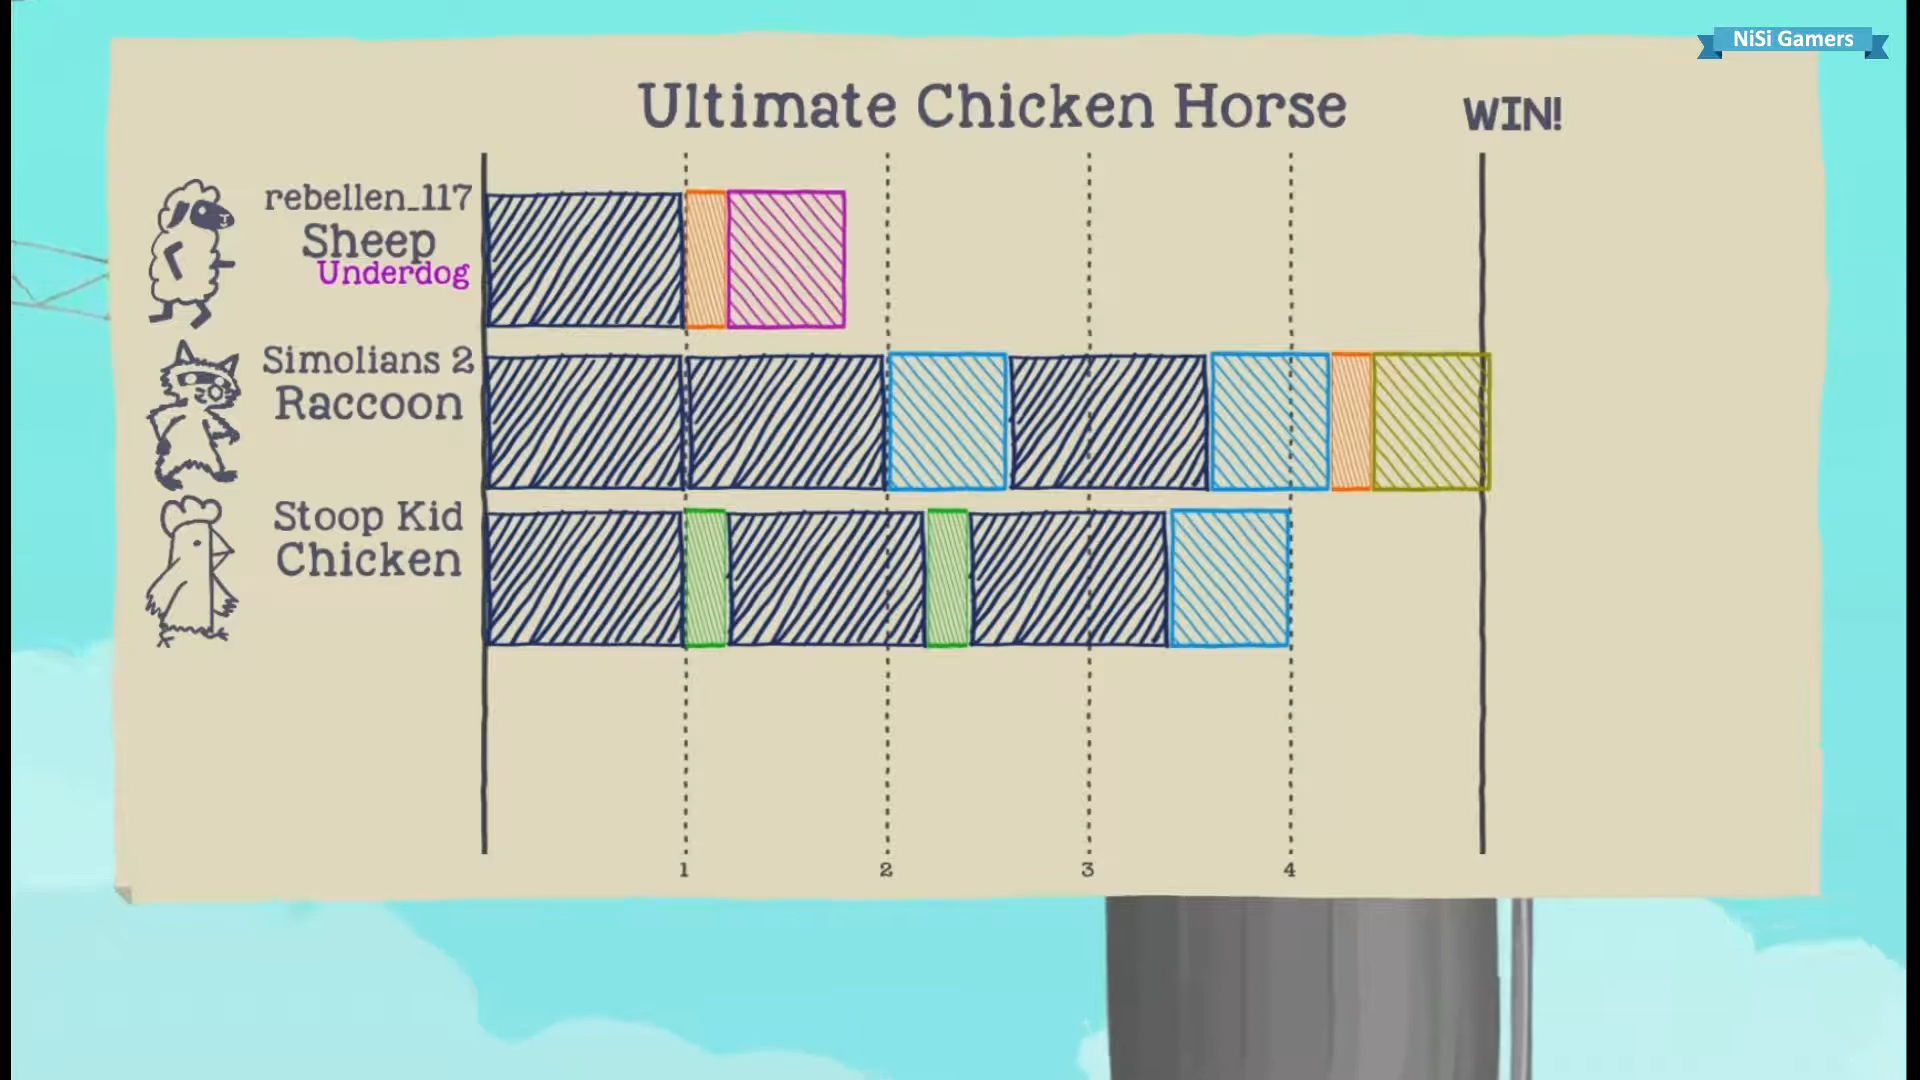 NiSi Gamers
Ultimate Chicken Horse
WIN!
rebellen_117
Sheep
Underdog
Simolians 2
Raccoon
Stoop Kid
Chicken
1 2 3 4